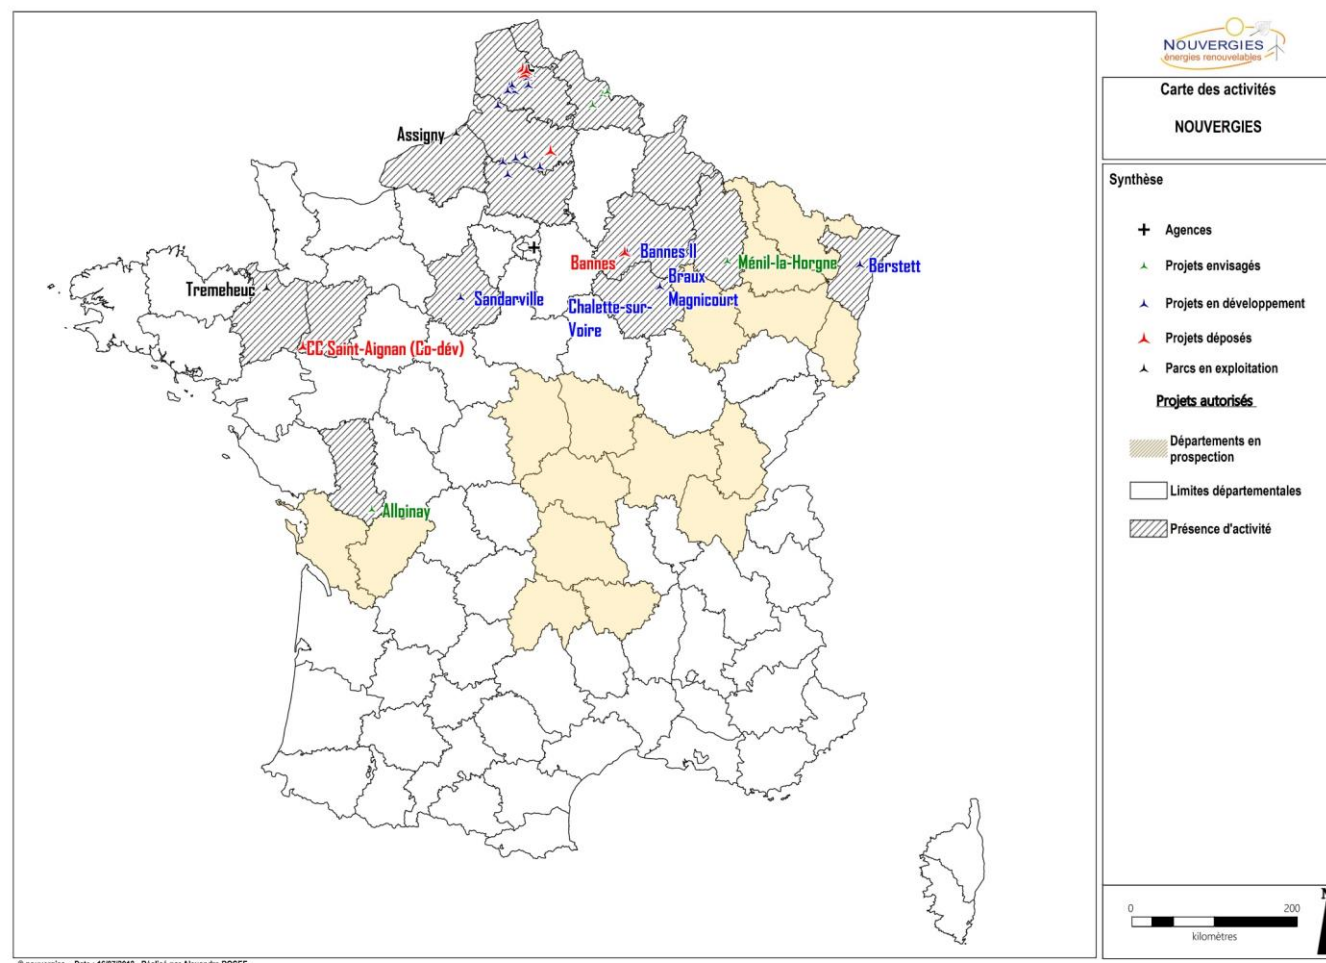 NOUVERGIES
énergies renouvelables
Carte des activités
NOUVERGIES
Synthèse
Agences
Projets envisagés
Projets en développement
Projets déposés
Parcs en exploitation
Projets autorisés
Départements en
prospection
Limites départementales
Présence d'activité
Assigny
Bannes
Bannes II
Ménil-la-Horgne
Berstett
Tremeheuc
Sandarville
Braux
Magnicourt
Chalette-sur-
Voire
CC Saint-Aignan (Co-dév)
Alloinay
0
200
kilomètres